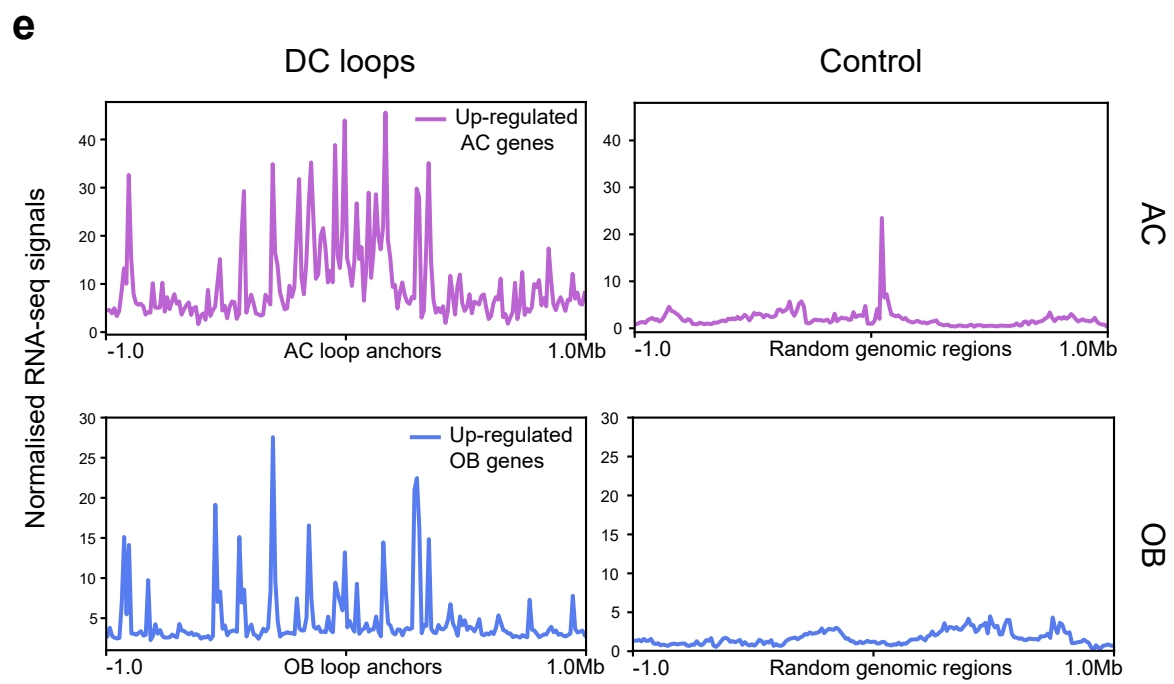 e
DC loops
Control
Normalised RNA-seq signals
40
30
20
10
0
Up-regulated
AC genes
-1.0
AC loop anchors
1.0Mb
40
30
20
10
0
-1.0
Random genomic regions
1.0Mb
AC
30
25
20
15
10
5
Up-regulated
OB genes
-1.0
OB loop anchors
1.0Mb
30
25
20
15
10
5
0
-1.0
Random genomic regions
1.0Mb
OB